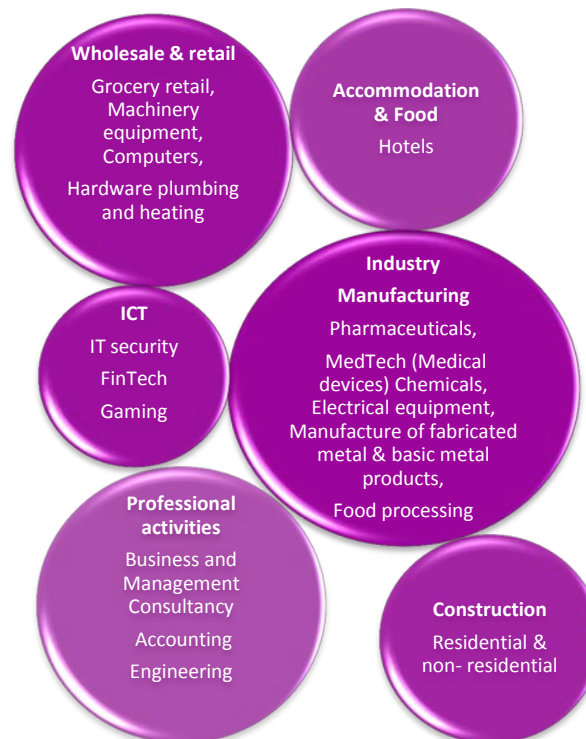 Wholesale & retail
Grocery retail,
Machinery
equipment,
Computers,
Hardware plumbing
and heating
Accommodation
& Food
Hotels
ICT
IT security
FinTech
Gaming
Industry
Manufacturing
Pharmaceuticals,
MedTech (Medical
devices) Chemicals,
Electrical equipment,
Manufacture of fabricated
metal & basic metal
products,
Food processing
Professional
activities
Business and
Management
Consultancy
Accounting
Engineering
Construction
Residential &
non- residential